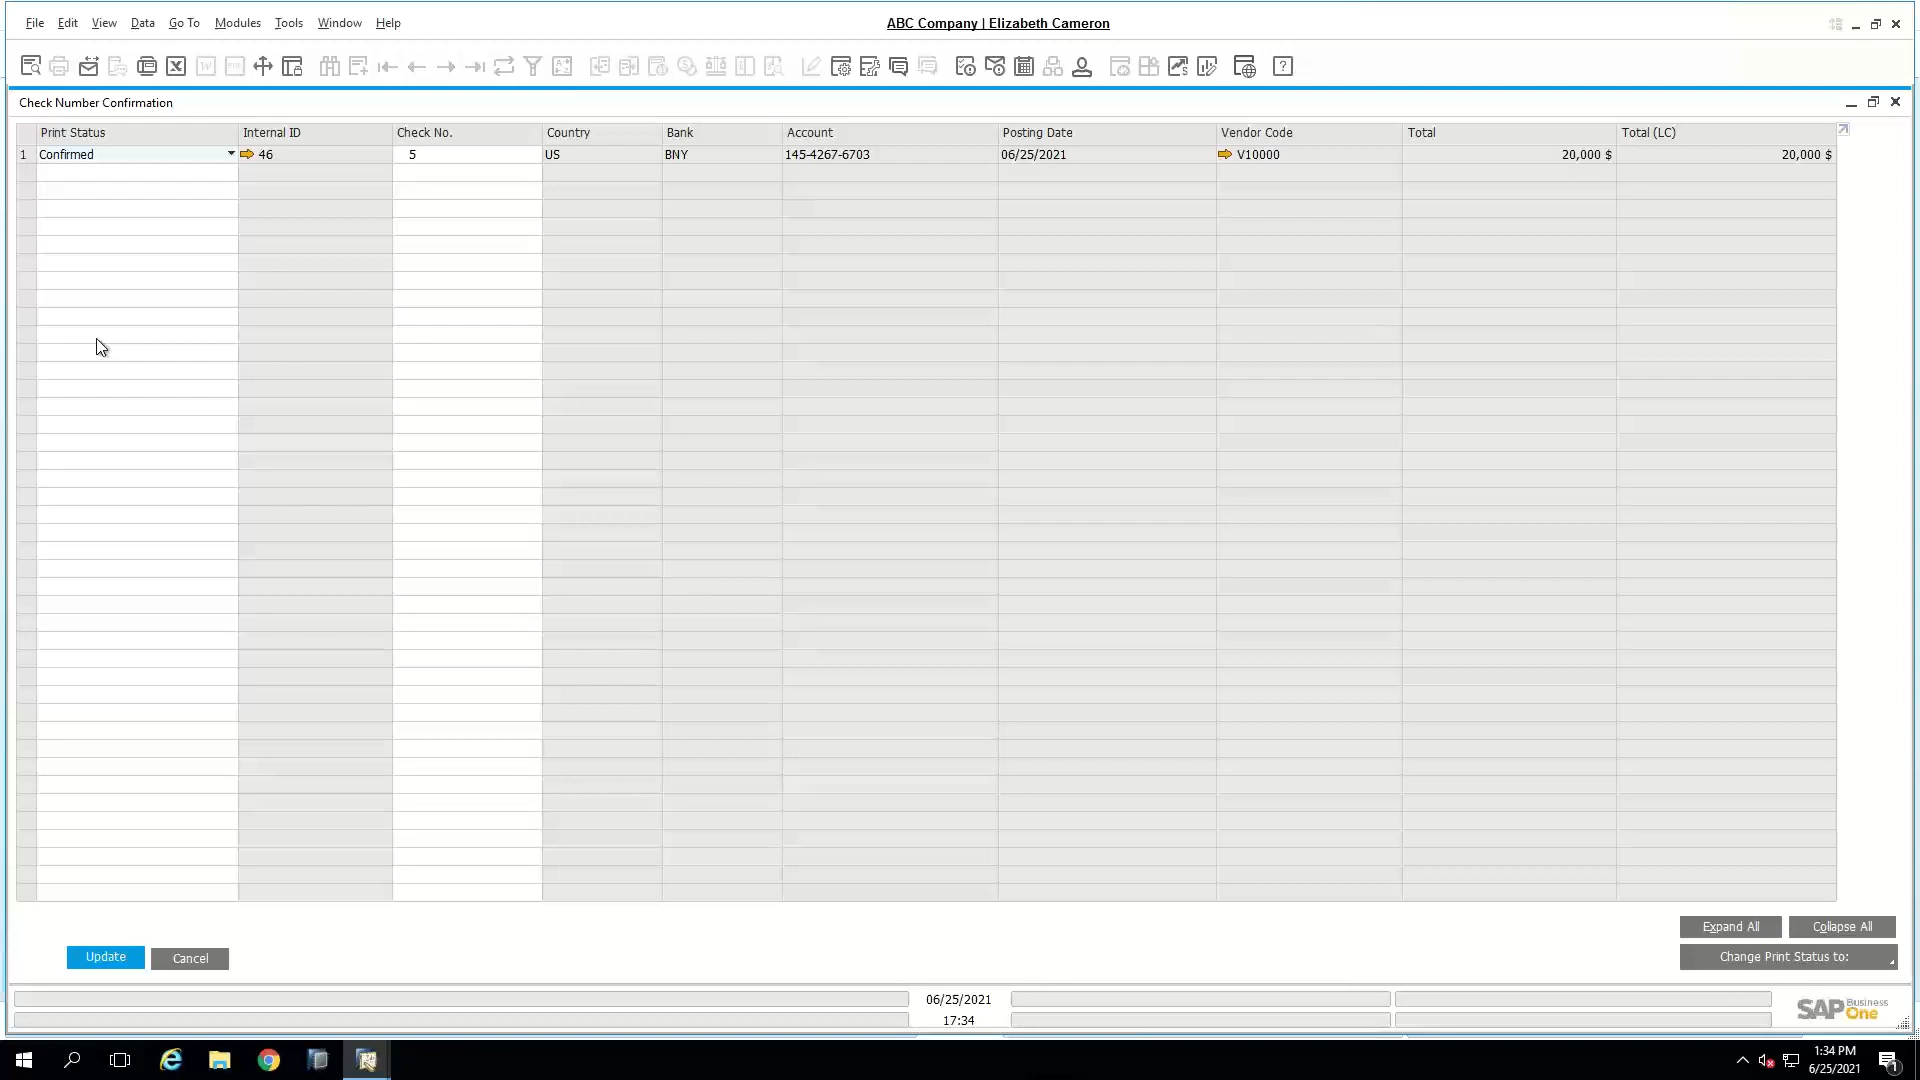 File Edit View Data Go To Modules Tools Window Help
ABC Company | Elizabeth Cameron
Check Number Confirmation
Print Status Internal ID Check No. Country Bank Account Posting Date Vendor Code Total Total (LC)
1 Confirmed 46 5 US BNY 145-4267-6703 06/25/2021 V10000 20,000 $ 20,000 $
Expand All Collapse All
Update Cancel Change Print Status to:
06/25/2021
17:34
SAP Business One
1:34 PM
6/25/2021
1